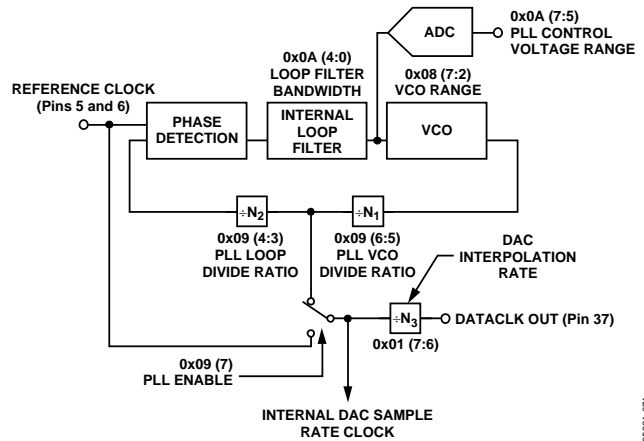 0x0A (7:5)
PLL CONTROL
VOLTAGE RANGE
ADC
0x0A (4:0)
LOOP FILTER
BANDWIDTH
0x08 (7:2)
VCO RANGE
REFERENCE CLOCK
(Pins 5 and 6)
PHASE
DETECTION
INTERNAL
LOOP
FILTER
VCO
÷N2
÷N1
0x09 (4:3)
PLL LOOP
DIVIDE RATIO
0x09 (6:5)
PLL VCO
DIVIDE RATIO
DAC
INTERPOLATION
RATE
÷N3
DATACLK OUT (Pin 37)
0x01 (7:6)
0x09 (7)
PLL ENABLE
INTERNAL DAC SAMPLE
RATE CLOCK